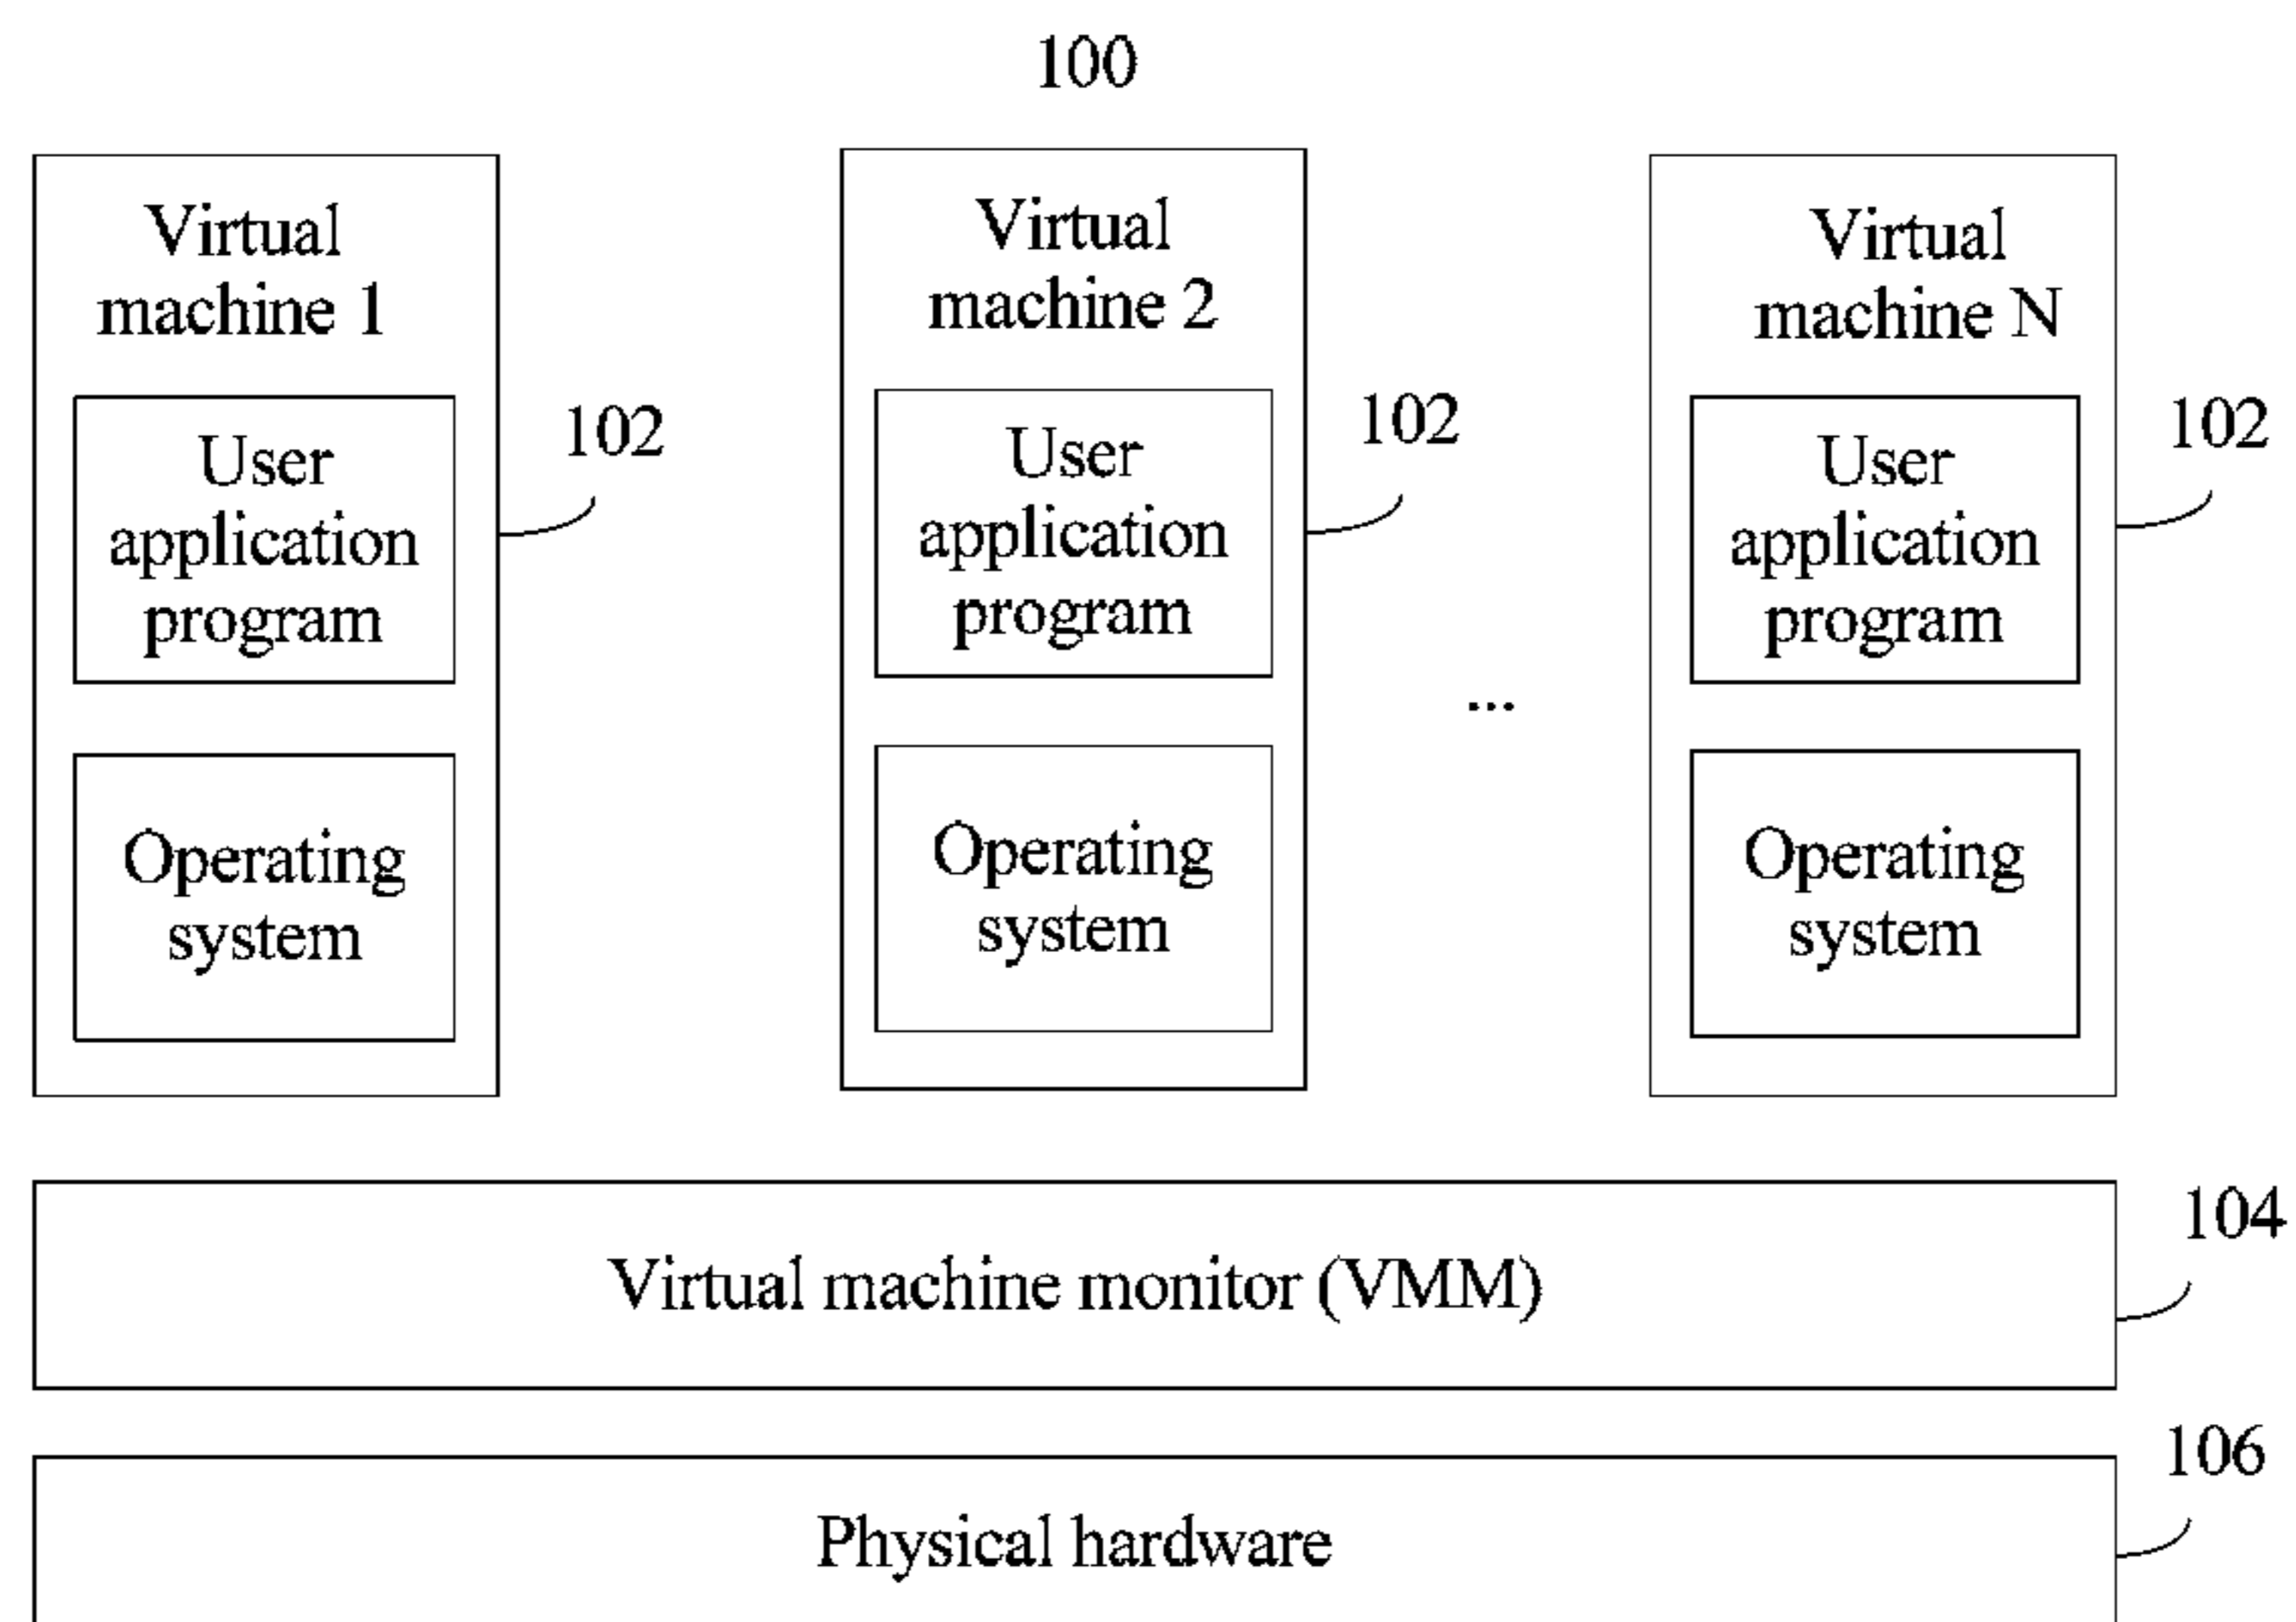 100
Virtual
machine 1
User
application
program
Operating
system
102
Virtual
machine 2
User
application
program
Operating
system
102
...
Virtual
machine N
User
application
program
Operating
system
102
Virtual machine monitor (VMM)
104
Physical hardware
106